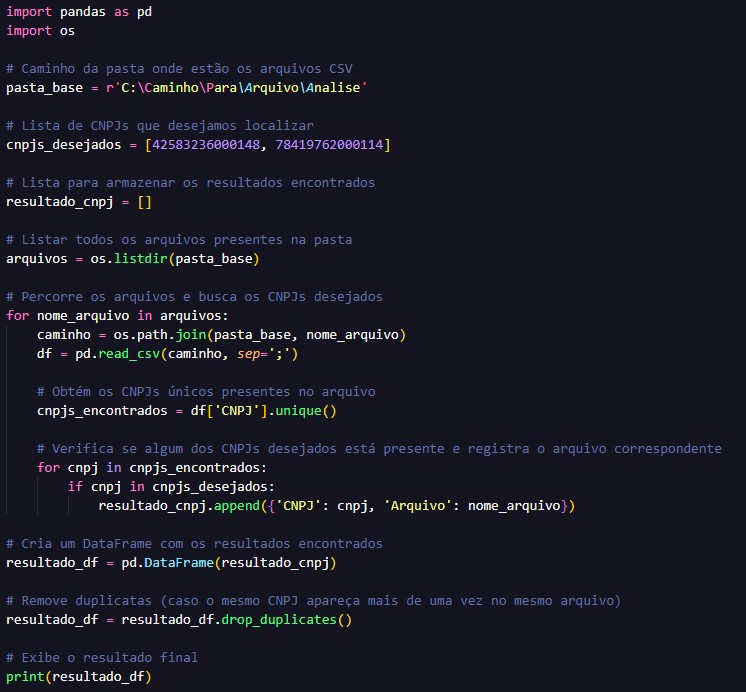 import pandas as pd
import os

# Caminho da pasta onde estão os arquivos CSV
pasta_base = r'C:\Caminho\Para\Arquivo\Analise'

# Lista de CNPJs que desejamos localizar
cnpjs_desejados = [42583236000148, 78419762000114]

# Lista para armazenar os resultados encontrados
resultado_cnpj = []

# Listar todos os arquivos presentes na pasta
arquivos = os.listdir(pasta_base)

# Percorre os arquivos e busca os CNPJs desejados
for nome_arquivo in arquivos:
    caminho = os.path.join(pasta_base, nome_arquivo)
    df = pd.read_csv(caminho, sep=';')

    # Obtém os CNPJs únicos presentes no arquivo
    cnpjs_encontrados = df['CNPJ'].unique()

    # Verifica se algum dos CNPJs desejados está presente e registra o arquivo correspondente
    for cnpj in cnpjs_encontrados:
        if cnpj in cnpjs_desejados:
            resultado_cnpj.append({'CNPJ': cnpj, 'Arquivo': nome_arquivo})

# Cria um DataFrame com os resultados encontrados
resultado_df = pd.DataFrame(resultado_cnpj)

# Remove duplicatas (caso o mesmo CNPJ apareça mais de uma vez no mesmo arquivo)
resultado_df = resultado_df.drop_duplicates()

# Exibe o resultado final
print(resultado_df)